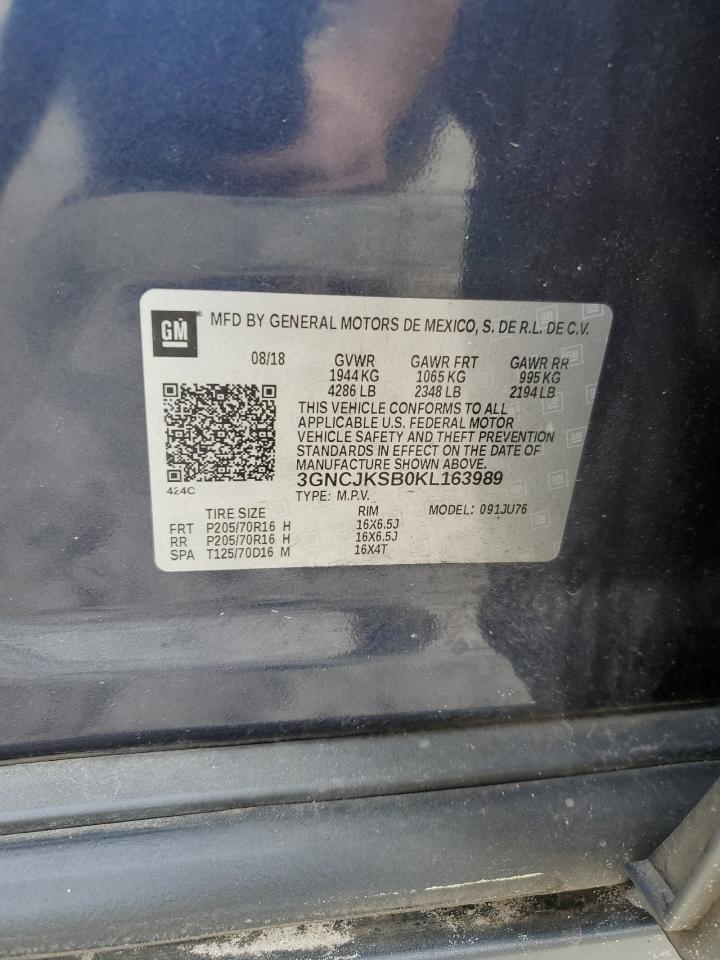 GM® MFD BY GENERAL MOTORS DE MEXICO, S. DE R.L. DE C.V.
08/18 GVWR GAWR FRT GAWR RR
1944 KG 1065 KG 995 KG
4286 LB 2348 LB 2194 LB
THIS VEHICLE CONFORMS TO ALL
APPLICABLE U.S. FEDERAL MOTOR
VEHICLE SAFETY AND THEFT PREVENTION
STANDARDS IN EFFECT ON THE DATE OF
MANUFACTURE SHOWN ABOVE.
3GNCJKSB0KL163989
424C
TYPE: M.P.V.
TIRE SIZE RIM MODEL: 091JU76
FRT P205/70R16 H 16X6.5J
RR P205/70R16 H 16X6.5J
SPA T125/70D16 M 16X4T